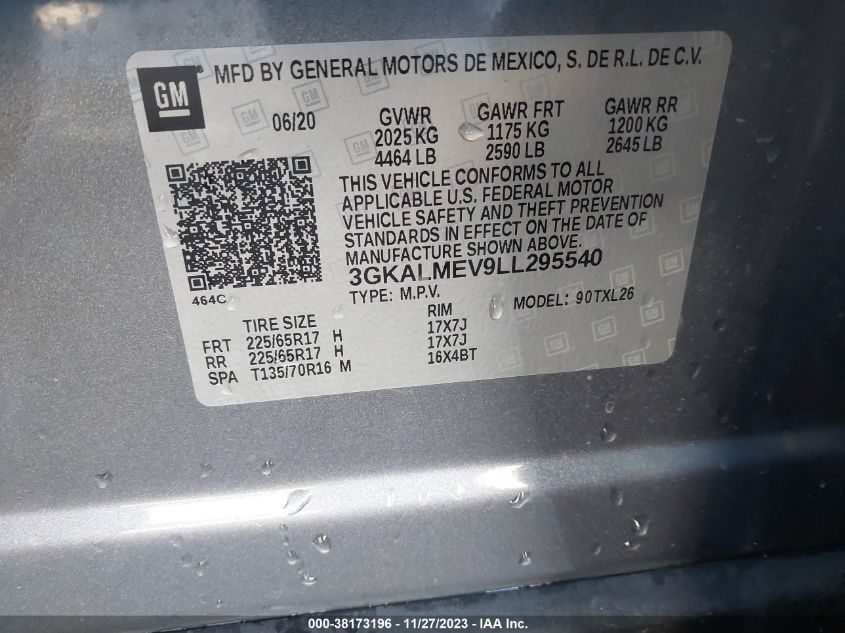 GM
MFD BY GENERAL MOTORS DE MEXICO, S. DE R.L. DE C.V.
06/20 GVWR GAWR FRT GAWR RR
2025 KG 1175 KG 1200 KG
4464 LB 2590 LB 2645 LB
THIS VEHICLE CONFORMS TO ALL
APPLICABLE U.S. FEDERAL MOTOR
VEHICLE SAFETY AND THEFT PREVENTION
STANDARDS IN EFFECT ON THE DATE OF
MANUFACTURE SHOWN ABOVE.
3GKALMEV9LL295540
464C TYPE: M.P.V. MODEL: 90TXL26
TIRE SIZE RIM
FRT 225/65R17 H 17X7J
RR 225/65R17 H 17X7J
SPA T135/70R16 M 16X4BT
000-38173196 - 11/27/2023 - IAAI.com